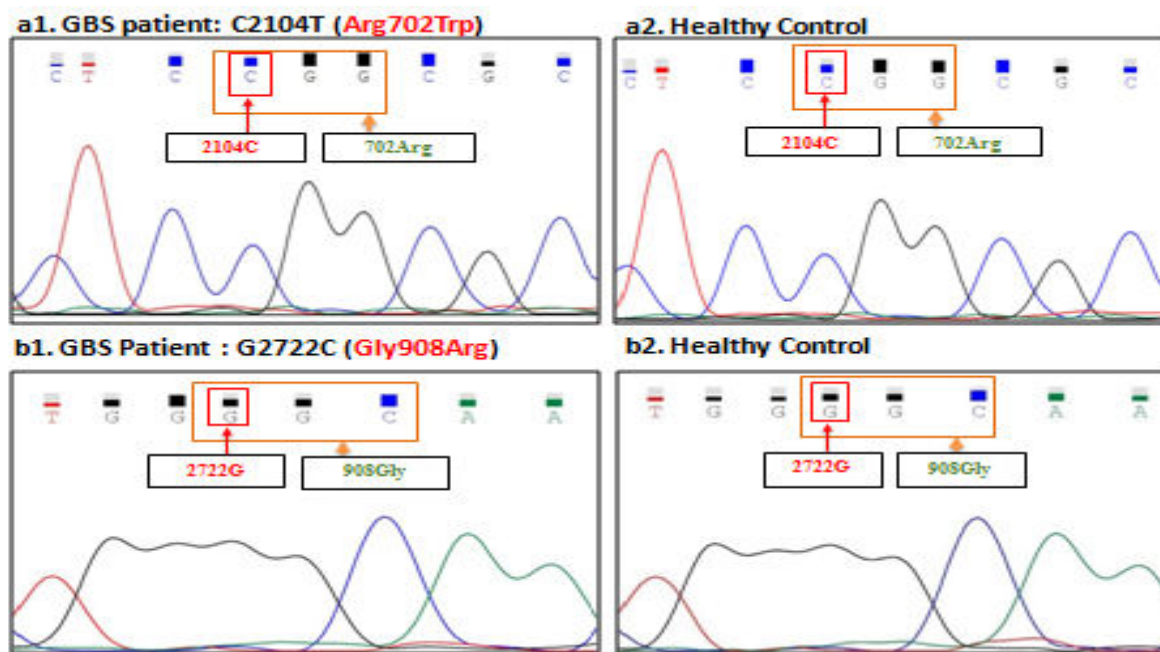 a1. GBS patient: C2104T (Arg702Trp)
C T C C G G C G C
2104C
702Arg
a2. Healthy Control
C T C C G G C G C
2104C
702Arg
b1. GBS Patient : G2722C (Gly908Arg)
T G G G G C A A
2722G
908Gly
b2. Healthy Control
T G G G G C A A
2722G
908Gly